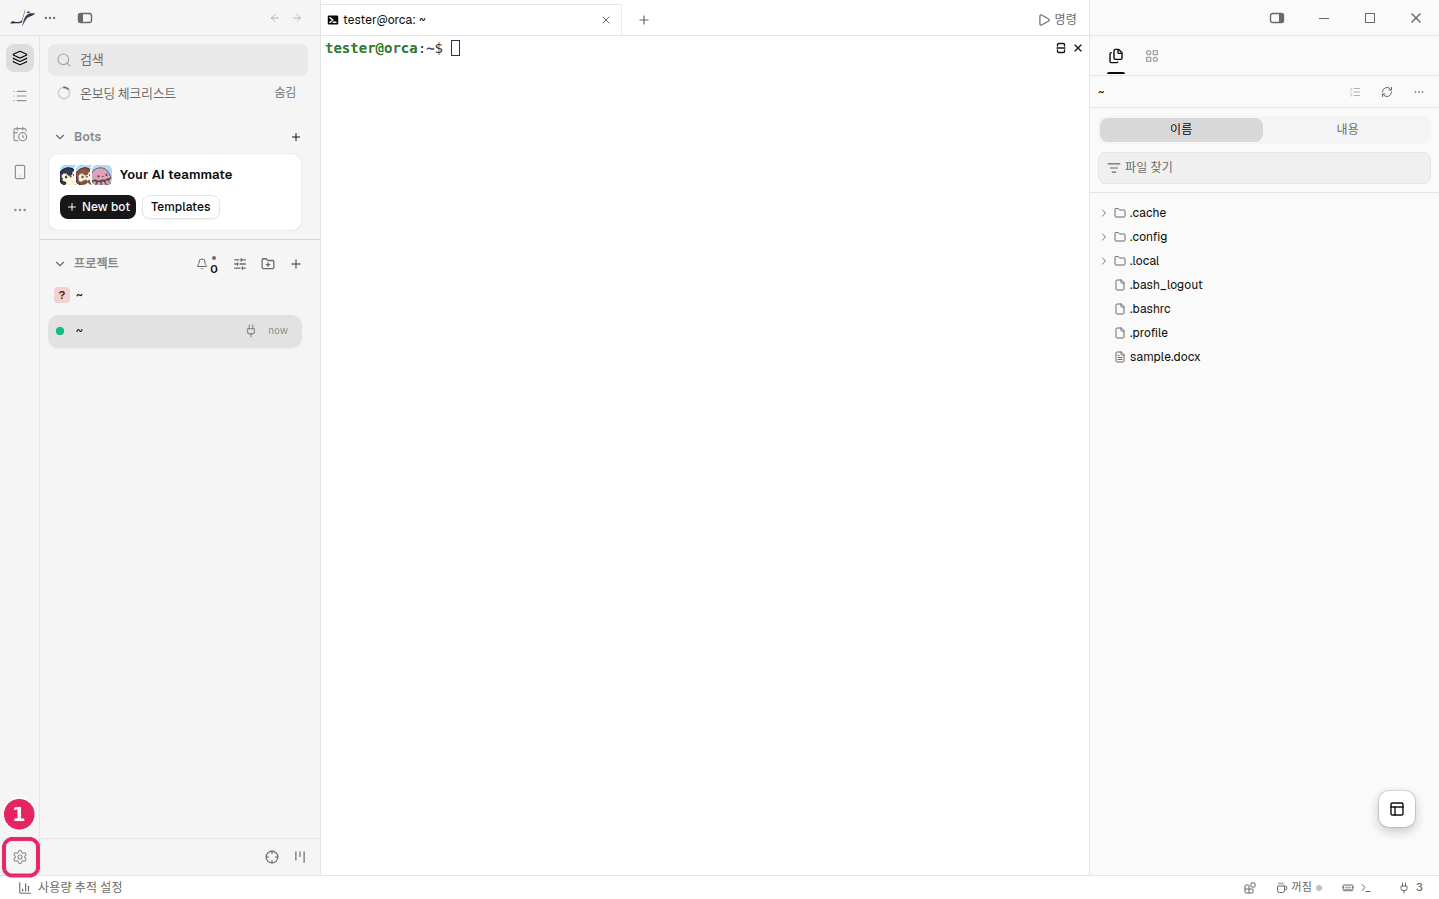 tester@orca: ~
명령
검색
온보딩 체크리스트 숨김
Bots
Your AI teammate
New bot Templates
프로젝트 0
? ~
~ now
tester@orca:~$
~
이름 내용
파일 찾기
.cache
.config
.local
.bash_logout
.bashrc
.profile
sample.docx
1
사용량 추적 설정
꺼짐
3